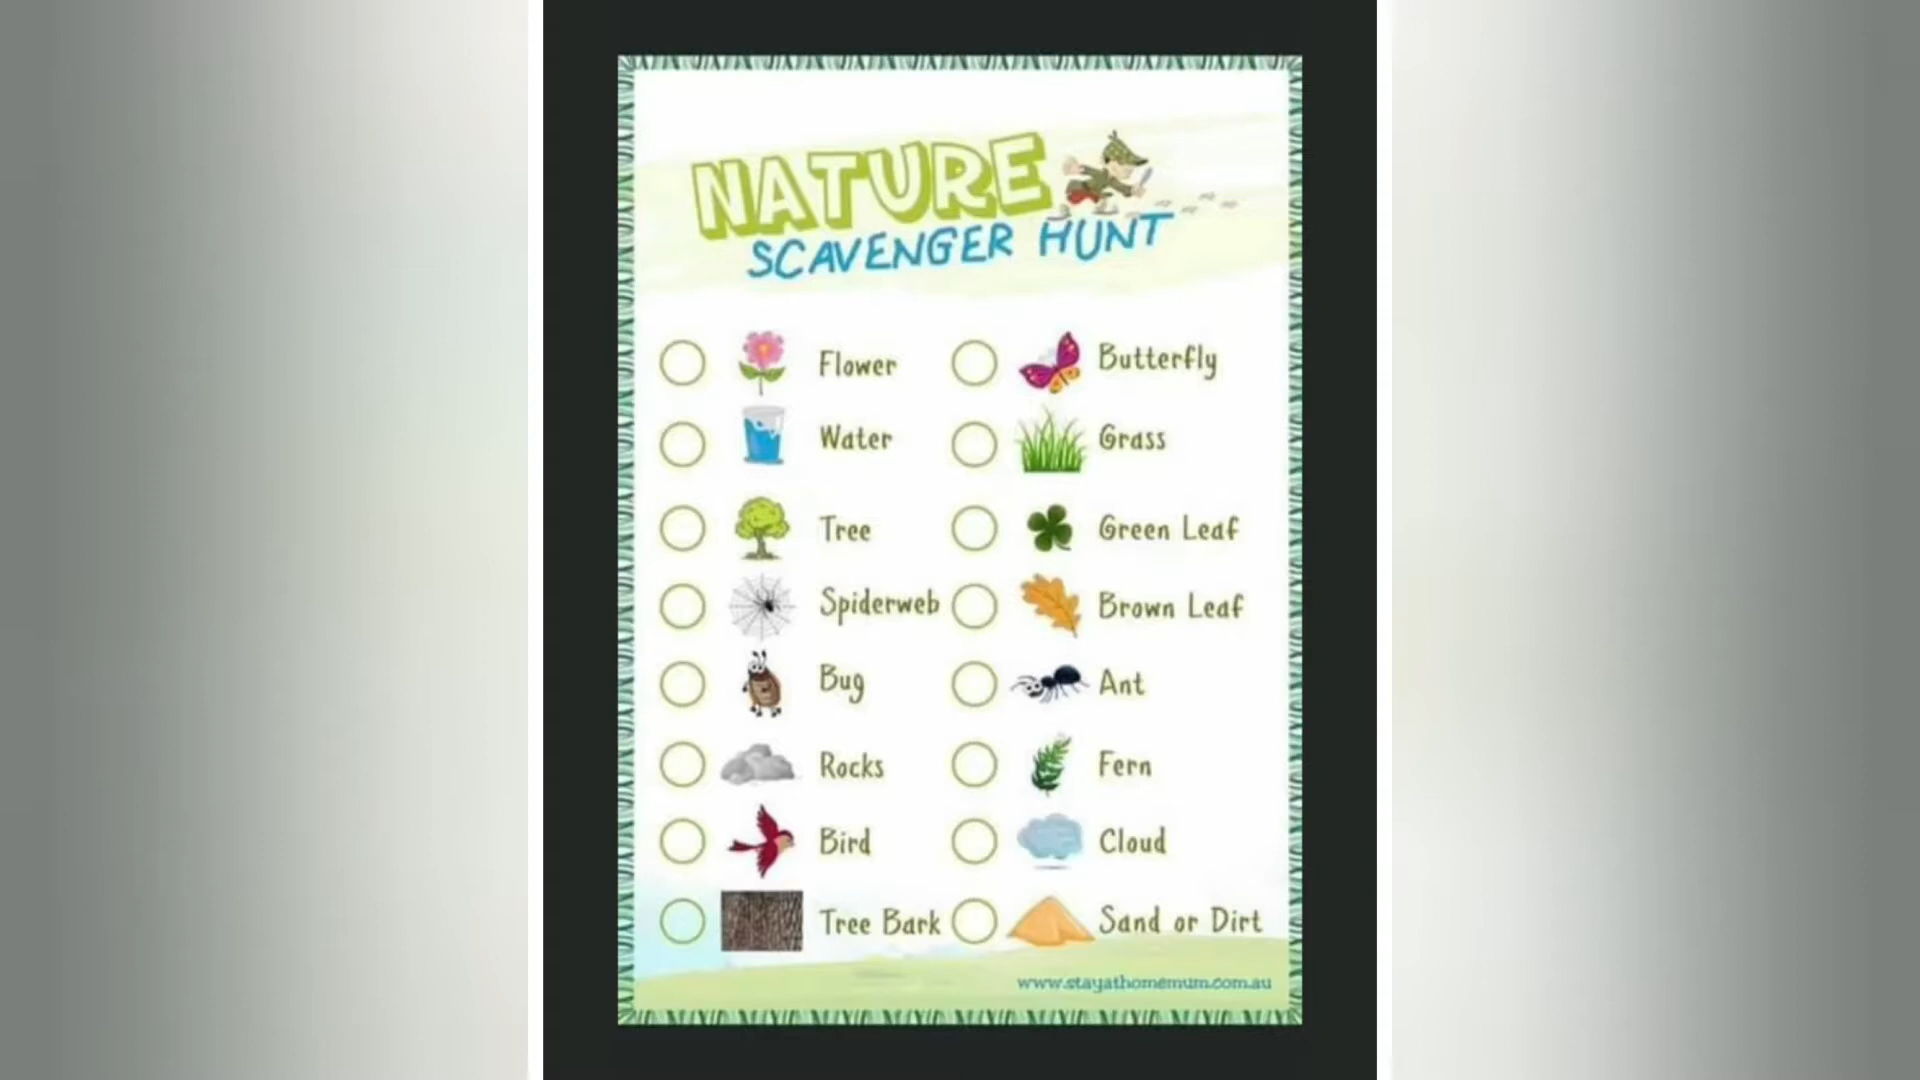 NATURE
SCAVENGER HUNT
Flower
Butterfly
Water
Grass
Tree
Green Leaf
Spiderweb
Brown Leaf
Bug
Ant
Rocks
Fern
Bird
Cloud
Tree Bark
Sand or Dirt
www.stayathomemum.com.au